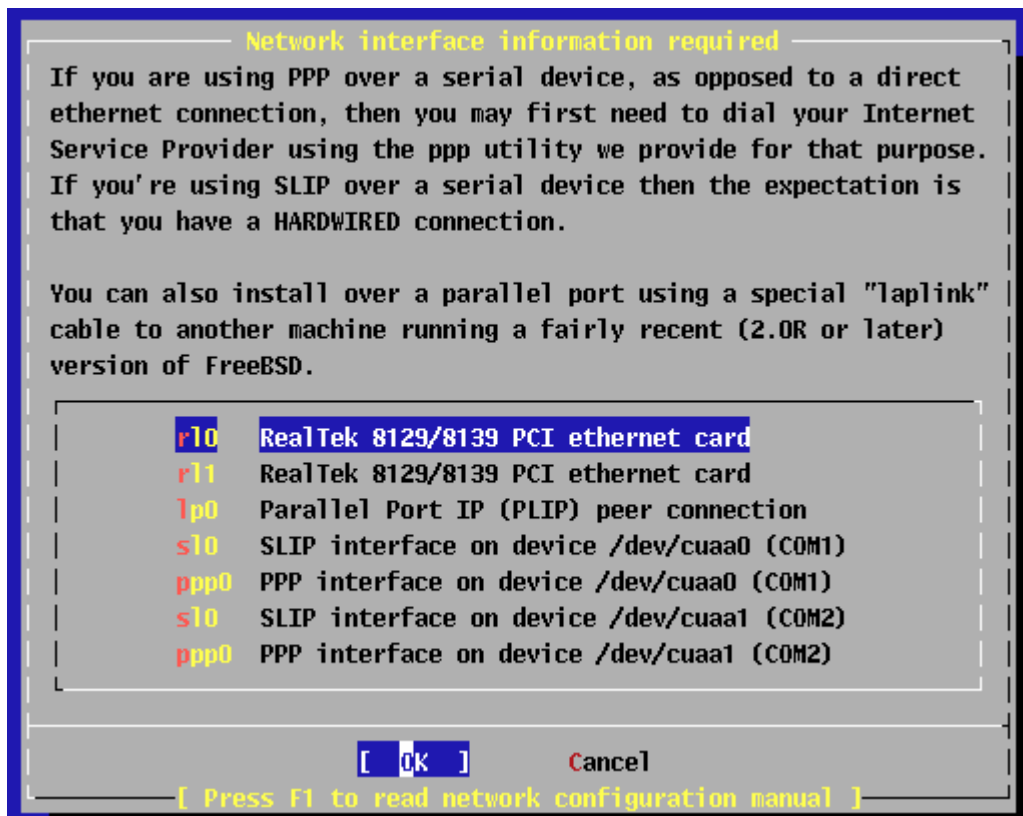 Network interface information required
If you are using PPP over a serial device, as opposed to a direct
ethernet connection, then you may first need to dial your Internet
Service Provider using the ppp utility we provide for that purpose.
If you're using SLIP over a serial device then the expectation is
that you have a HARDWIRED connection.
You can also install over a parallel port using a special "laplink"
cable to another machine running a fairly recent (2.0R or later)
version of FreeBSD.
rl0 RealTek 8129/8139 PCI ethernet card
rl1 RealTek 8129/8139 PCI ethernet card
lp0 Parallel Port IP (PLIP) peer connection
sl0 SLIP interface on device /dev/cuaa0 (COM1)
ppp0 PPP interface on device /dev/cuaa0 (COM1)
sl0 SLIP interface on device /dev/cuaa1 (COM2)
ppp0 PPP interface on device /dev/cuaa1 (COM2)
[ OK ] Cancel
[ Press F1 to read network configuration manual ]